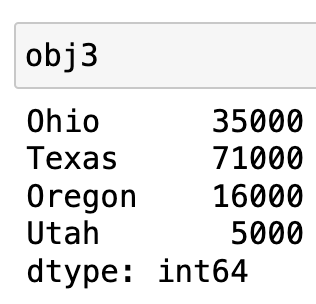 obj3
Ohio 35000
Texas 71000
Oregon 16000
Utah 5000
dtype: int64